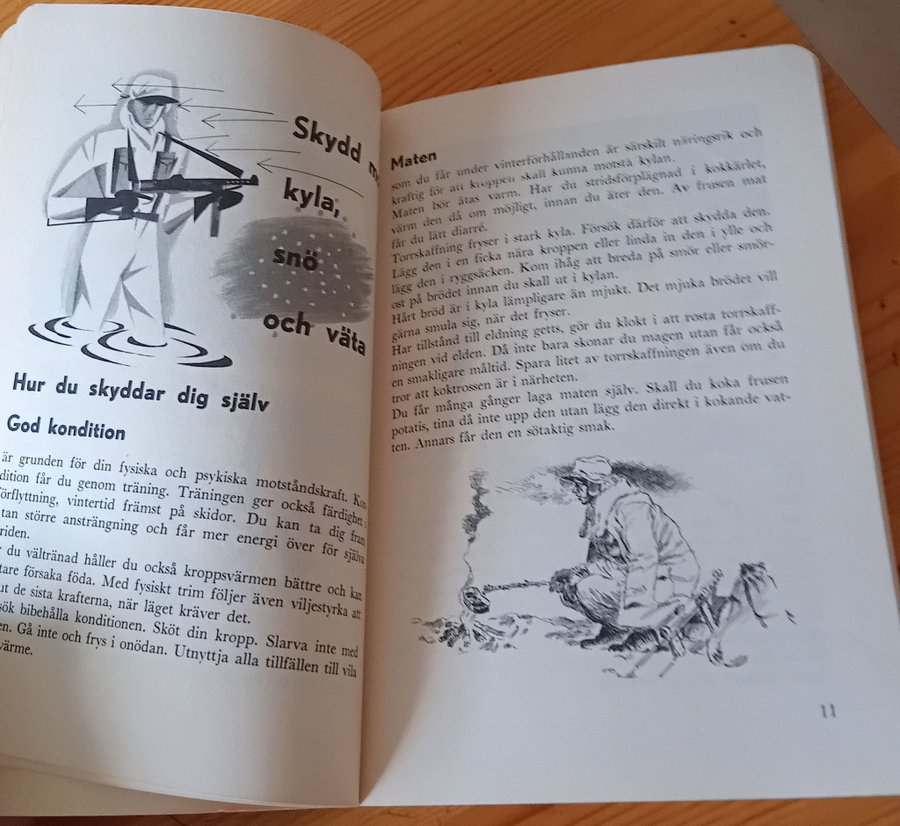 Skydd m
kyla,
snö
och väta
Hur du skyddar dig själv
God kondition
är grunden för din fysiska och psykiska motståndskraft. Kon-
dition får du genom träning. Träningen ger också färdighet i
förflyttning, vintertid främst på skidor. Du kan ta dig fram
tan större ansträngning och får mer energi över för själva
riden.
r du vältränad håller du också kroppsvärmen bättre och kan
tare försaka föda. Med fysiskt trim följer även viljestyrka att
ut de sista krafterna, när läget kräver det.
sök bibehålla konditionen. Sköt din kropp. Slarva inte med
en. Gå inte och frys i onödan. Utnyttja alla tillfällen till vila
värme.
Maten
som du får under vinterförhållanden är särskilt näringsrik och
kraftig för att kroppen skall kunna motstå kylan.
Maten bör ätas varm. Har du stridsförplägnad i kokkärlet,
värm den då om möjligt, innan du äter den. Av frusen mat
får du lätt diarré.
Torrskaffning fryser i stark kyla. Försök därför att skydda den.
Lägg den i en ficka nära kroppen eller linda in den i ylle och
lägg den i ryggsäcken. Kom ihåg att breda på smör eller smör-
ost på brödet innan du skall ut i kylan.
Hårt bröd är i kyla lämpligare än mjukt. Det mjuka brödet vill
gärna smula sig, när det fryser.
Har tillstånd till eldning getts, gör du klokt i att rosta torrskaff-
ningen vid elden. Då inte bara skonar du magen utan får också
en smakligare måltid. Spara litet av torrskaffningen även om du
tror att koktrossen är i närheten.
Du får många gånger laga maten själv. Skall du koka frusen
potatis, tina då inte upp den utan lägg den direkt i kokande vat-
ten. Annars får den en sötaktig smak.
11